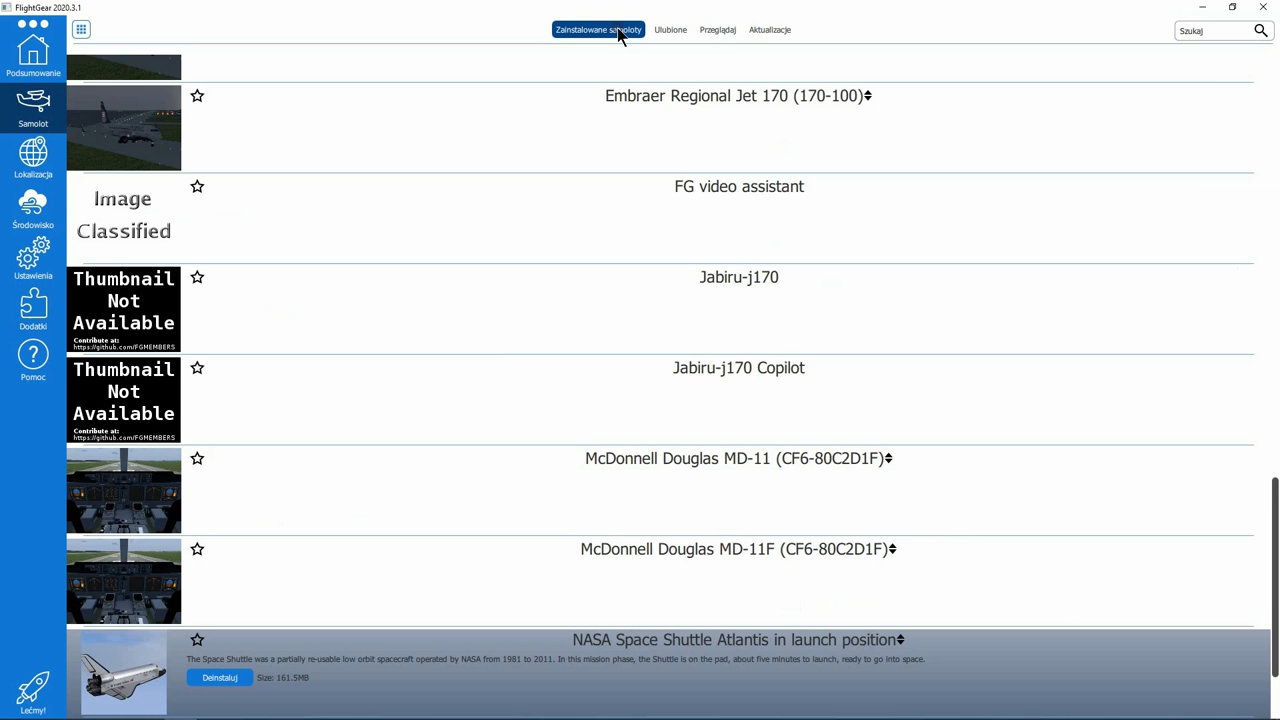 FlightGear 2020.3.1
Zainstalowane samoloty
Ulubione
Przeglądaj
Aktualizacje
Szukaj
Podsumowanie
Samolot
Lokalizacja
Środowisko
Ustawienia
Dodatki
Pomoc
Lećmy!
Embraer Regional Jet 170 (170-100)
Image
Classified
FG video assistant
Thumbnail
Not
Available
Contribute at:
https://github.com/FGMEMBERS
Jabiru-j170
Thumbnail
Not
Available
Contribute at:
https://github.com/FGMEMBERS
Jabiru-j170 Copilot
McDonnell Douglas MD-11 (CF6-80C2D1F)
McDonnell Douglas MD-11F (CF6-80C2D1F)
NASA Space Shuttle Atlantis in launch position
The Space Shuttle was a partially re-usable low orbit spacecraft operated by NASA from 1981 to 2011. In this mission phase, the Shuttle is on the pad, about five minutes to launch, ready to go into space.
Deinstaluj
Size: 161.5MB